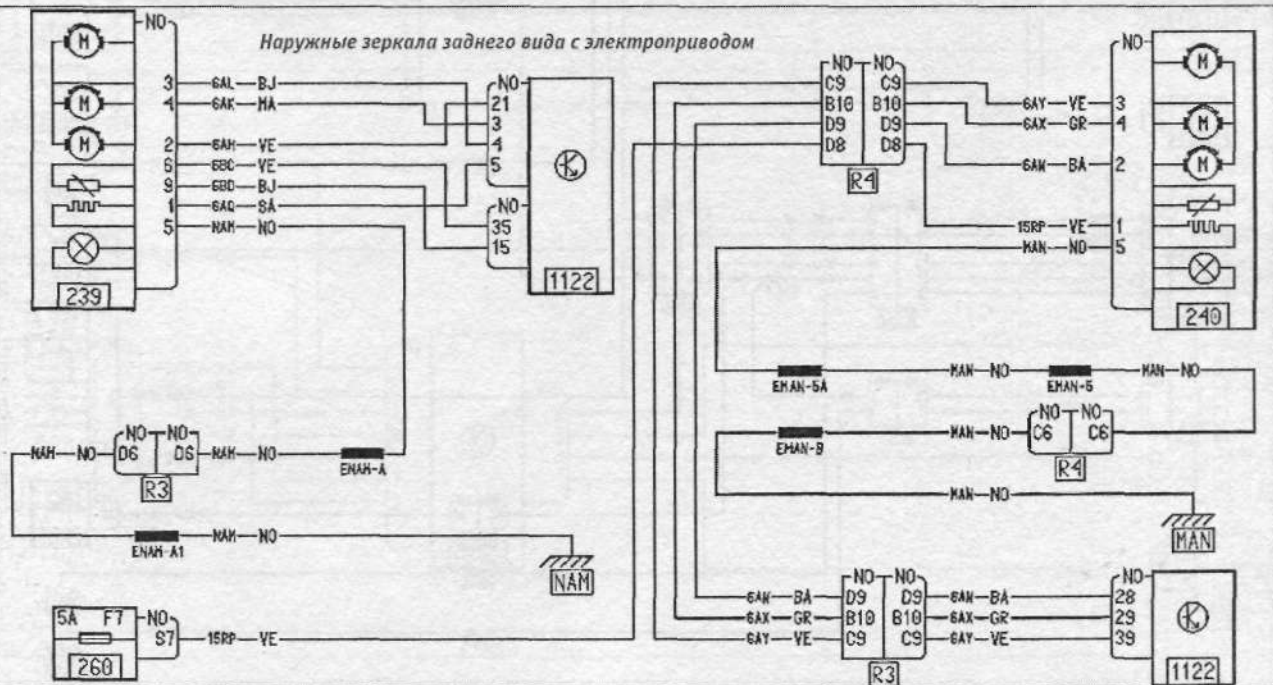 Наружные зеркала заднего вида с электроприводом
NO
3 6AL BJ
4 6AK MA
2 6AH VE
6 6BC VE
9 6BD BJ
1 6AQ SA
5 NAM NO
M
M
M
239
NO
21
3
4
5
NO
35
15
1122
NO NO
C9 C9
B10 B10
D9 D9
D8 D8
R4
NO
6AY VE 3
6AX GR 4
6AW BA 2
15RP VE 1
MAN NO 5
M
M
M
240
EMAN-5A MAN NO EMAN-5 MAN NO
EMAN-B MAN NO
NO NO
C6 C6
R4
MAN NO
MAN
NAM NO
NO NO
D6 D6
R3
NAM NO ENAM-A
ENAM-A1 NAM NO
NAM
5A F7 NO
S7 15RP VE
260
NO NO
6AW BA D9 D9 6AW BA 28
6AX GR B10 B10 6AX GR 29
6AY VE C9 C9 6AY VE 39
R3
NO
1122